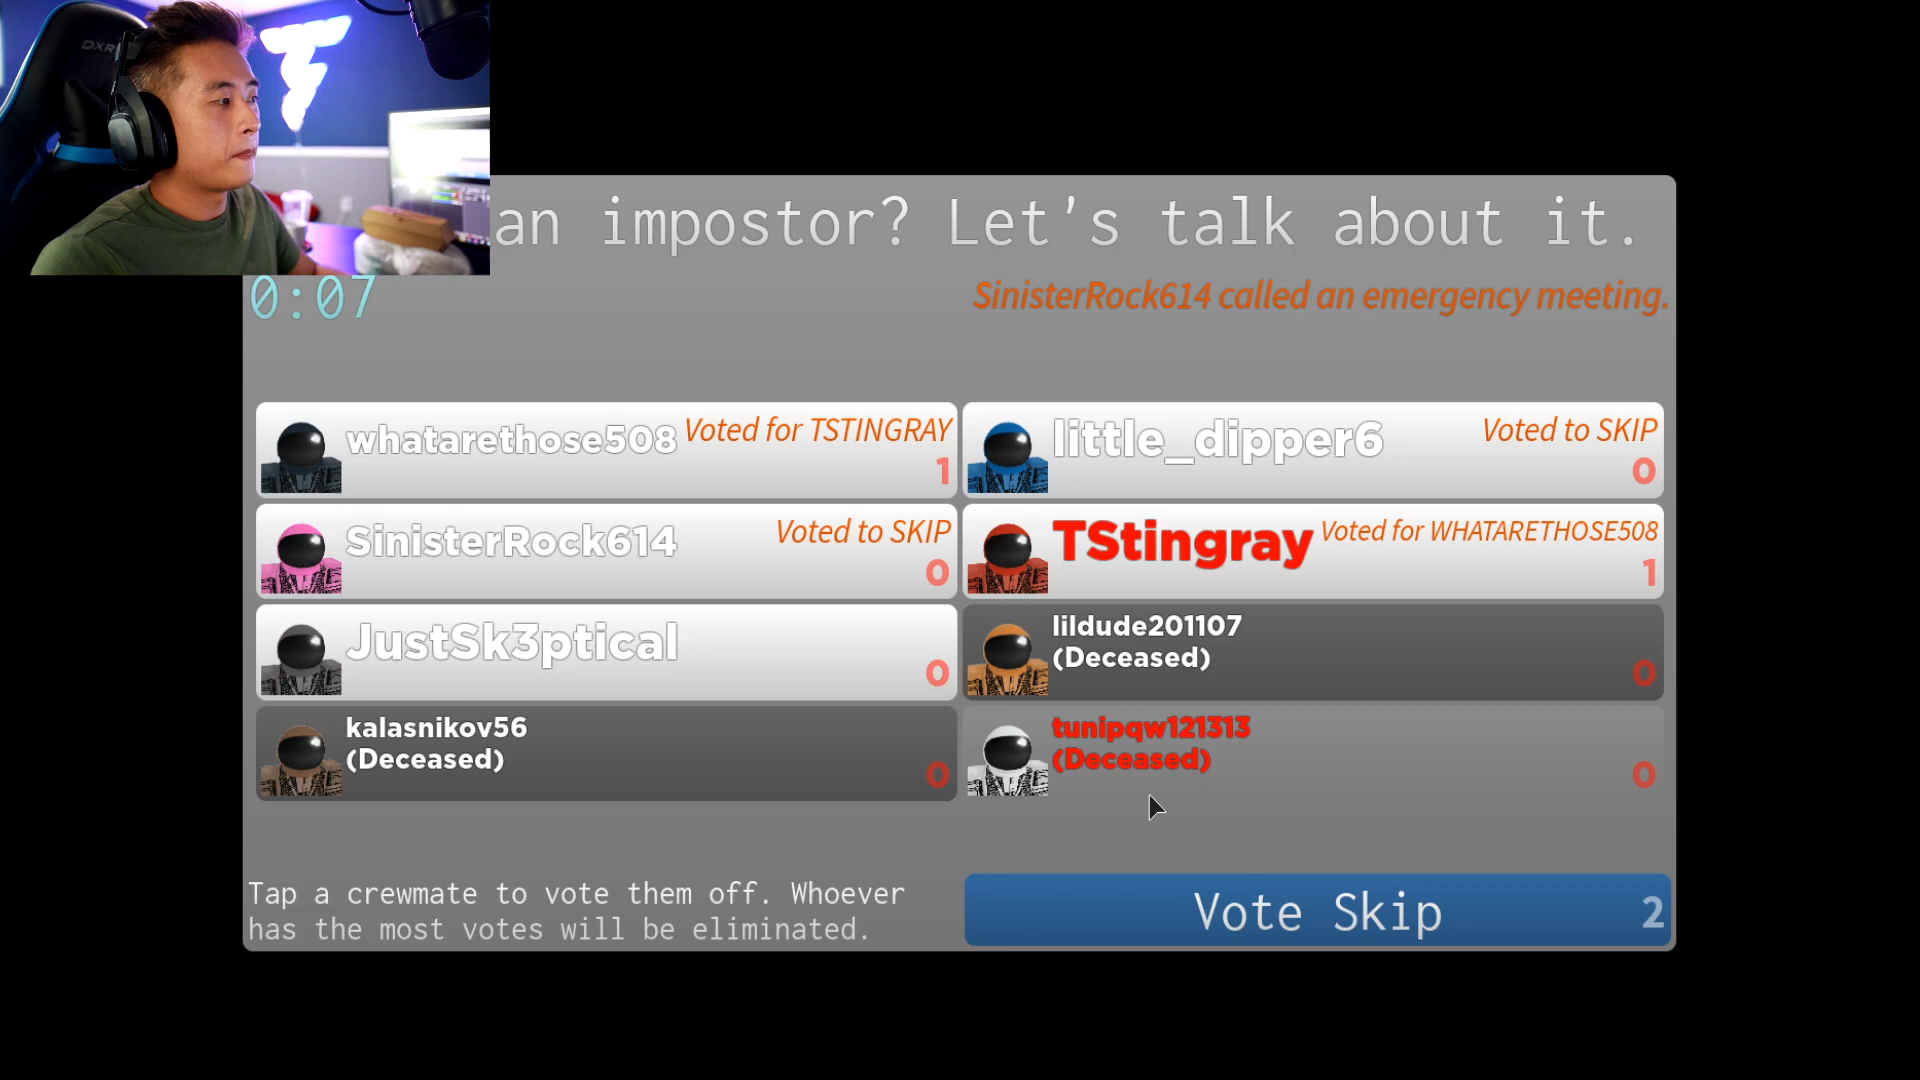 DXR
an impostor? Let's talk about it.
0:07
SinisterRock614 called an emergency meeting.
whatarethose508 Voted for TSTINGRAY
1
little_dipper6 Voted to SKIP
0
SinisterRock614 Voted to SKIP
0
TStingray Voted for WHATARETHOSE508
1
JustSk3ptical
0
lildude201107
(Deceased)
0
kalasnikov56
(Deceased)
0
tunipqw121313
(Deceased)
0
Tap a crewmate to vote them off. Whoever
has the most votes will be eliminated.
Vote Skip 2